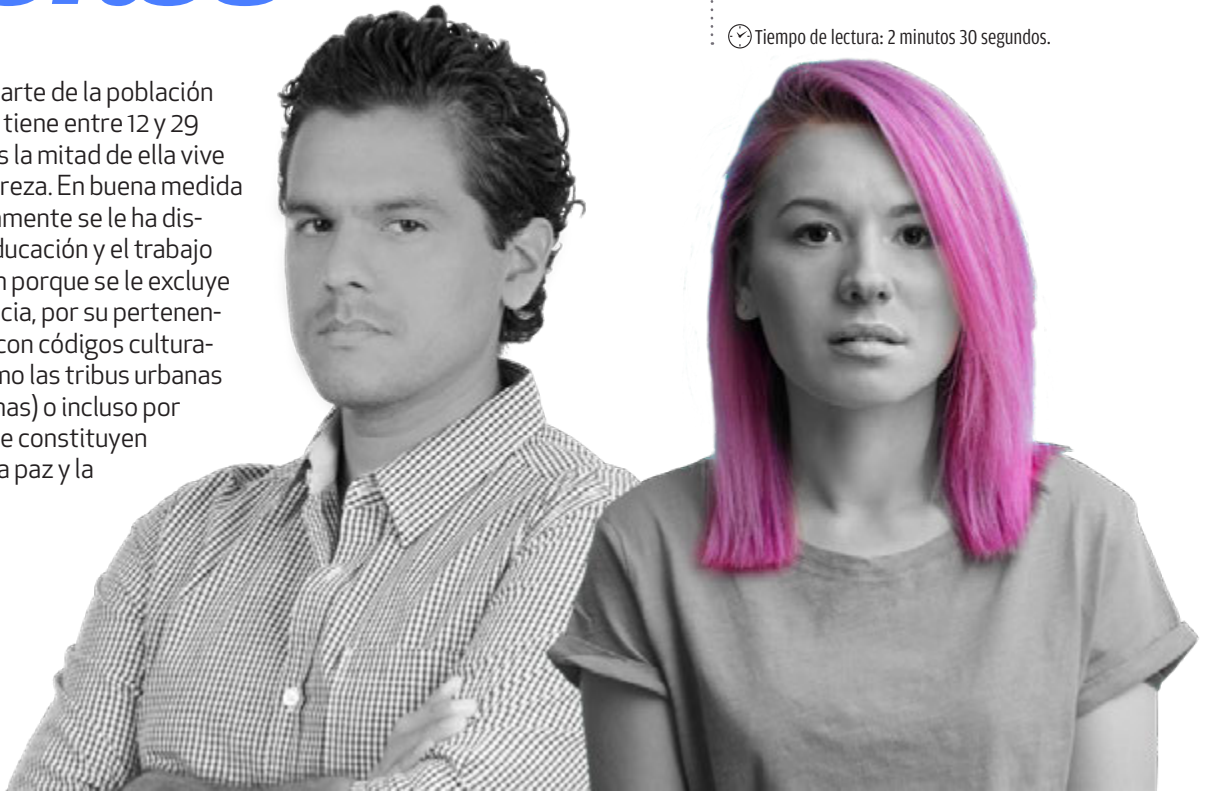 Tiempo de lectura: 2 minutos 30 segundos.
arte de la población
tiene entre 12 y 29
s la mitad de ella vive
reza. En buena medida
amente se le ha dis-
ducación y el trabajo
n porque se le excluye
cia, por su pertenen-
con códigos cultura-
mo las tribus urbanas
nas) o incluso por
e constituyen
a paz y la